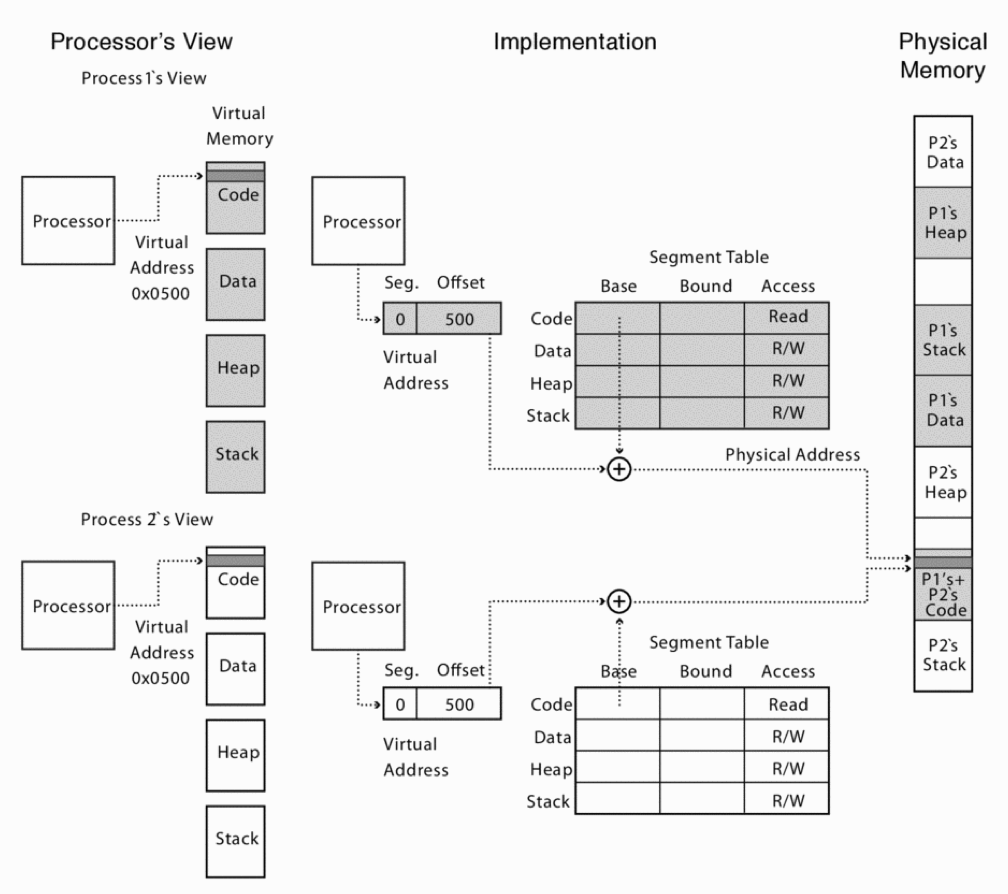 Processor's View
Implementation
Physical
Memory
Process 1`s View
Virtual
Memory
Processor
Code
Virtual
Address
0x0500
Data
Heap
Stack
Processor
Seg. Offset
0 500
Virtual
Address
Segment Table
Base Bound Access
Code Read
Data R/W
Heap R/W
Stack R/W
Physical Address
Process 2`s View
Processor
Code
Virtual
Address
0x0500
Data
Heap
Stack
Processor
Seg. Offset
0 500
Virtual
Address
Segment Table
Base Bound Access
Code Read
Data R/W
Heap R/W
Stack R/W
P2`s
Data
P1`s
Heap
P1`s
Stack
P1`s
Data
P2`s
Heap
P1's+
P2`s
Code
P2`s
Stack